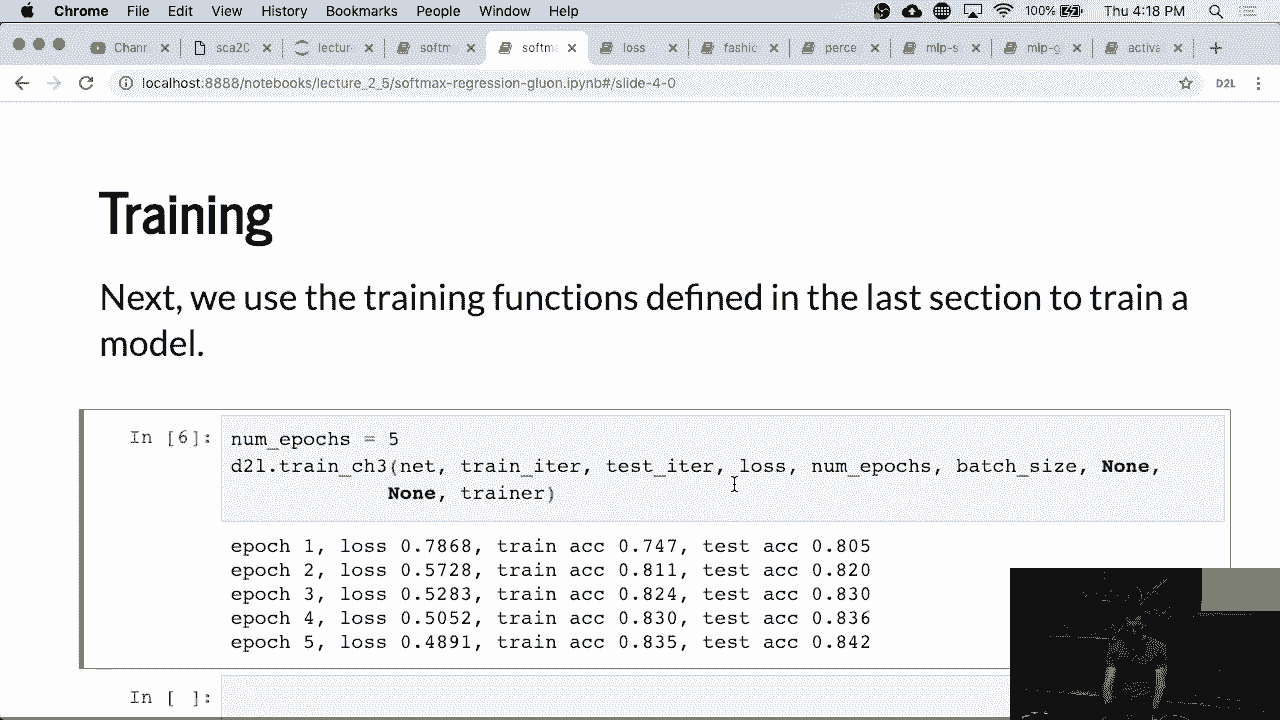 Chrome File Edit View History Bookmarks People Window Help 100% Thu 4:18 PM
Chanr sca20 lecture softm softma loss fashic perce mlp-s mlp-g activa
localhost:8888/notebooks/lecture_2_5/softmax-regression-gluon.ipynb#/slide-4-0 D2L
Training
Next, we use the training functions defined in the last section to train a
model.
In [6]: num_epochs = 5
d2l.train_ch3(net, train_iter, test_iter, loss, num_epochs, batch_size, None,
None, trainer)
epoch 1, loss 0.7868, train acc 0.747, test acc 0.805
epoch 2, loss 0.5728, train acc 0.811, test acc 0.820
epoch 3, loss 0.5283, train acc 0.824, test acc 0.830
epoch 4, loss 0.5052, train acc 0.830, test acc 0.836
epoch 5, loss 0.4891, train acc 0.835, test acc 0.842
In [ ]: